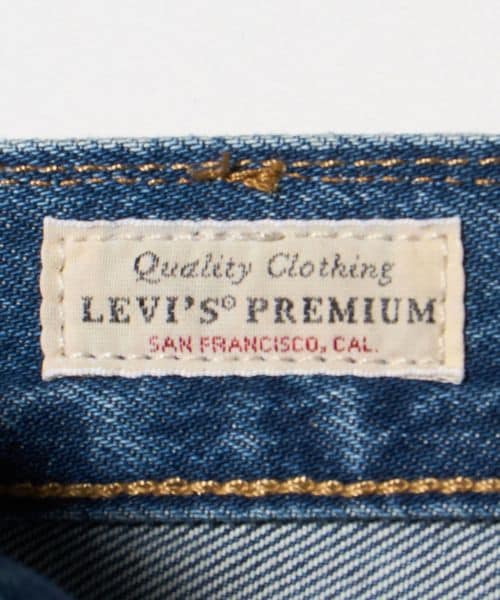 Quality Clothing
LEVI'S® PREMIUM
SAN FRANCISCO, CAL.